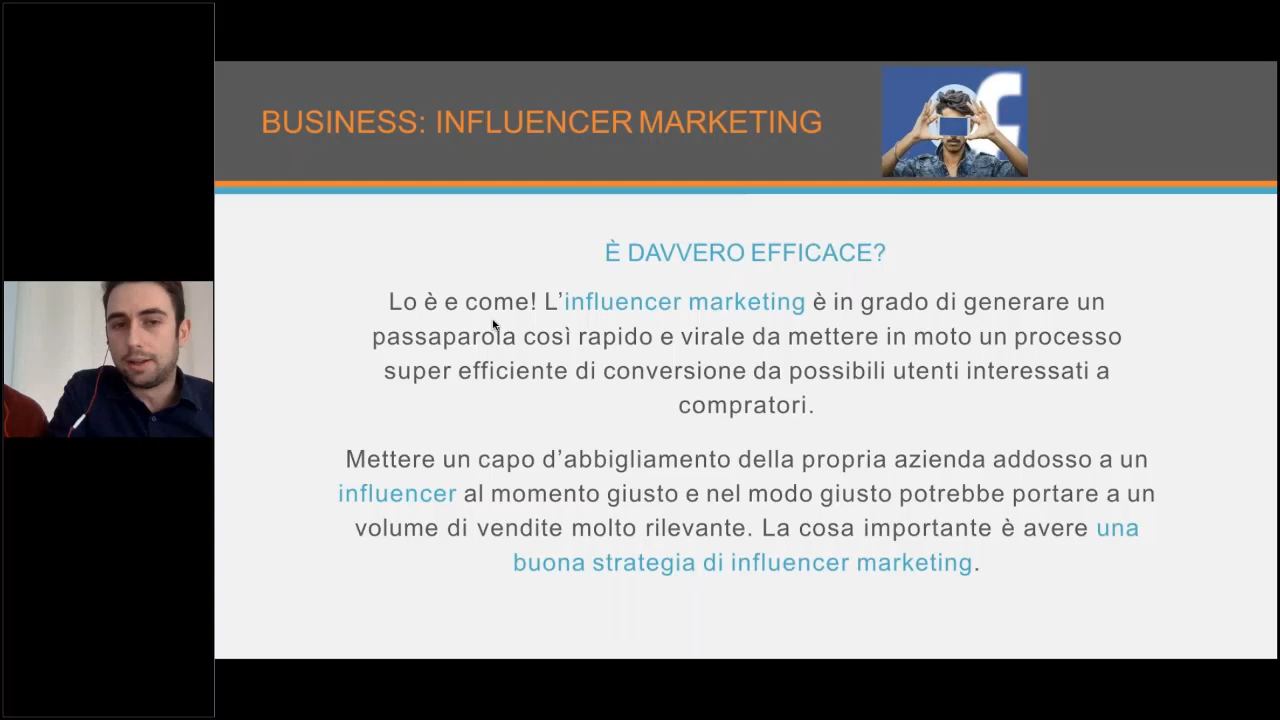 BUSINESS: INFLUENCER MARKETING
È DAVVERO EFFICACE?
Lo è e come! L’influencer marketing è in grado di generare un
passaparola così rapido e virale da mettere in moto un processo
super efficiente di conversione da possibili utenti interessati a
compratori.
Mettere un capo d’abbigliamento della propria azienda addosso a un
influencer al momento giusto e nel modo giusto potrebbe portare a un
volume di vendite molto rilevante. La cosa importante è avere una
buona strategia di influencer marketing.